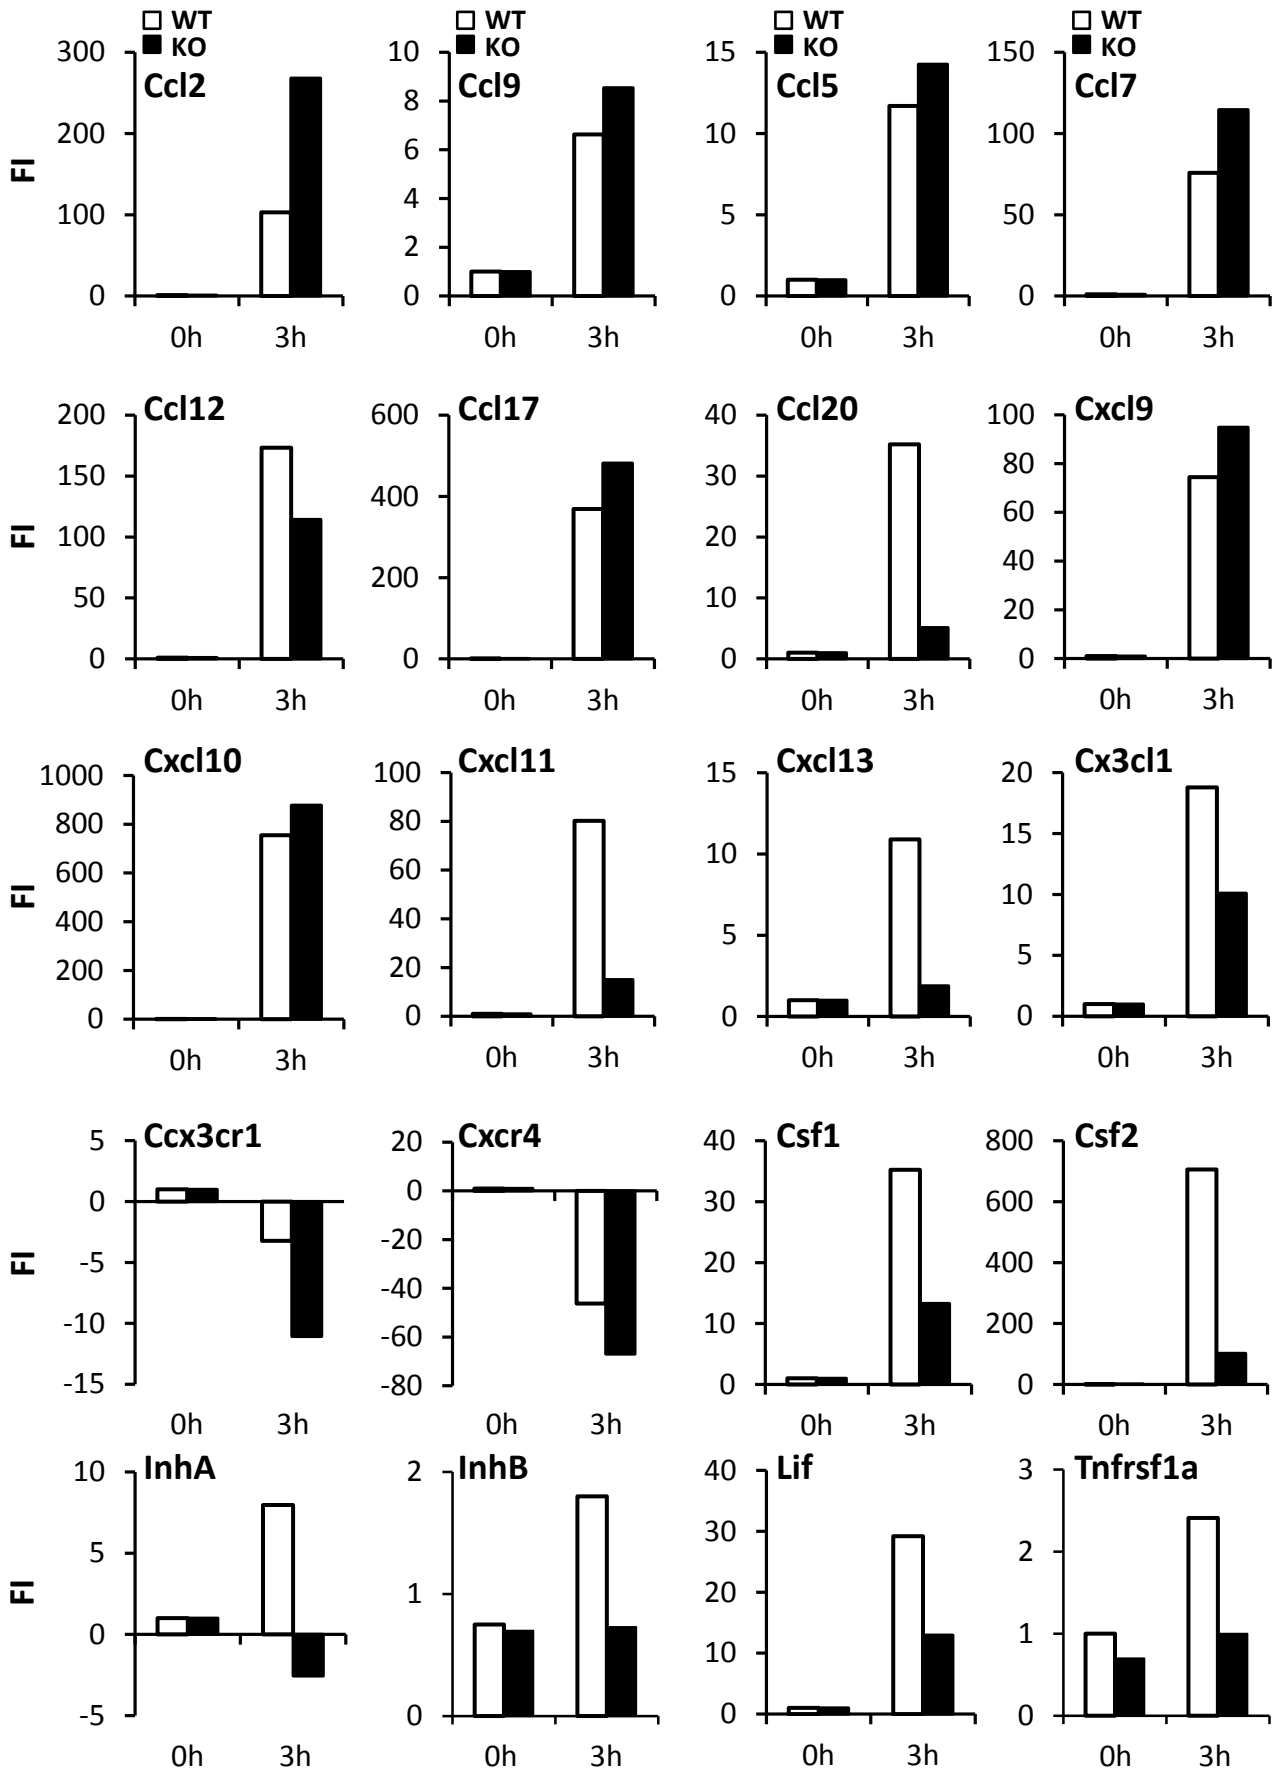 WT WT WT WT
KO KO KO KO
Ccl2 Ccl9 Ccl5 Ccl7
FI
300 10 15 150
200 8 10 100
100 6 5 50
0 4 0 0
2
0
0h 3h 0h 3h 0h 3h 0h 3h
Ccl12 Ccl17 Ccl20 Cxcl9
FI
200 600 40 100
150 400 30 80
100 200 20 60
50 0 10 40
0 0 20
0
0h 3h 0h 3h 0h 3h 0h 3h
Cxcl10 Cxcl11 Cxcl13 Cx3cl1
FI
1000 100 15 20
800 80 10 15
600 60 5 10
400 40 0 5
200 20 0
0 0
0h 3h 0h 3h 0h 3h 0h 3h
Ccx3cr1 Cxcr4 Csf1 Csf2
FI
5 20 40 800
0 0 30 600
-5 -20 20 400
-10 -40 10 200
-15 -60 0 0
-80
0h 3h 0h 3h 0h 3h 0h 3h
InhA InhB Lif Tnfrsf1a
FI
10 2 40 3
5 1 30 2
0 0 20 1
-5 10 0
0
0h 3h 0h 3h 0h 3h 0h 3h